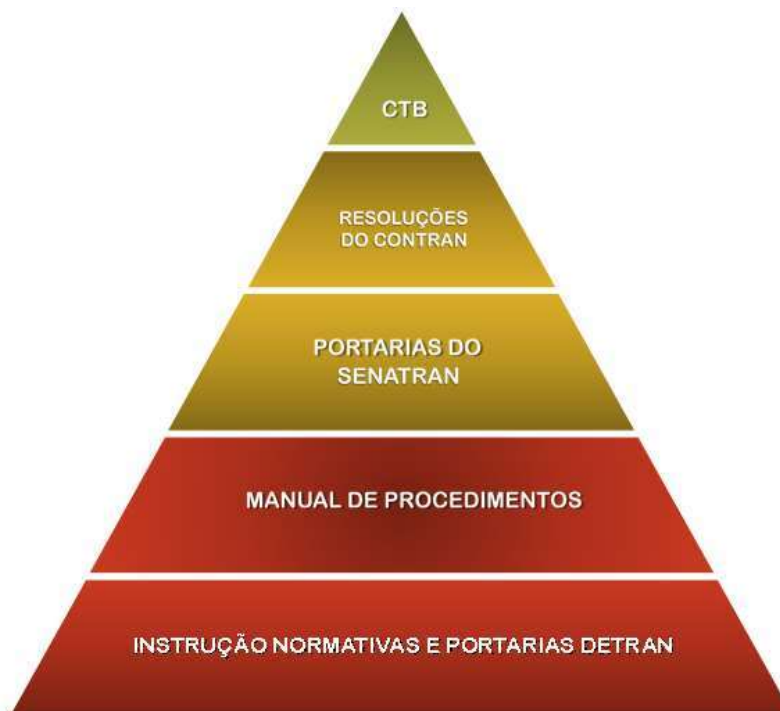 CTB
RESOLUÇÕES
DO CONTRAN
PORTARIAS DO
SENATRAN
MANUAL DE PROCEDIMENTOS
INSTRUÇÃO NORMATIVAS E PORTARIAS DETRAN